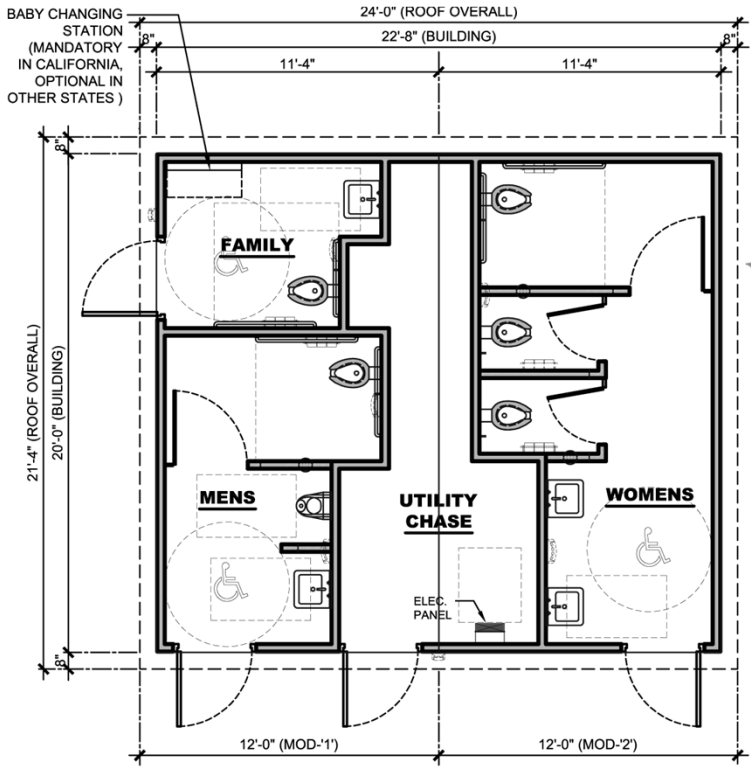 BABY CHANGING
STATION
(MANDATORY
IN CALIFORNIA,
OPTIONAL IN
OTHER STATES )
24'-0" (ROOF OVERALL)
8"
22'-8" (BUILDING)
8"
11'-4"
11'-4"
8"
21'-4" (ROOF OVERALL)
20'-0" (BUILDING)
8"
FAMILY
MENS
UTILITY
CHASE
WOMENS
ELEC.
PANEL
12'-0" (MOD-'1')
12'-0" (MOD-'2')